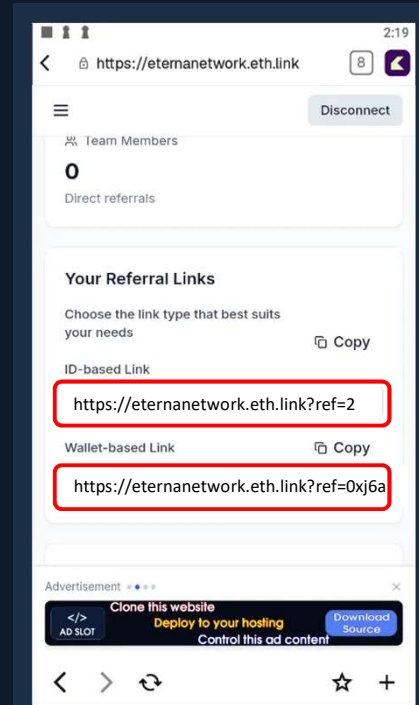 2:19
https://eternanetwork.eth.link
8
Disconnect
Team Members
0
Direct referrals
Your Referral Links
Choose the link type that best suits
your needs
Copy
ID-based Link
https://eternanetwork.eth.link?ref=2
Wallet-based Link
Copy
https://eternanetwork.eth.link?ref=0xj6a
Advertisement
×
</>
AD SLOT
Clone this website
Deploy to your hosting
Control this ad content
Download
Source